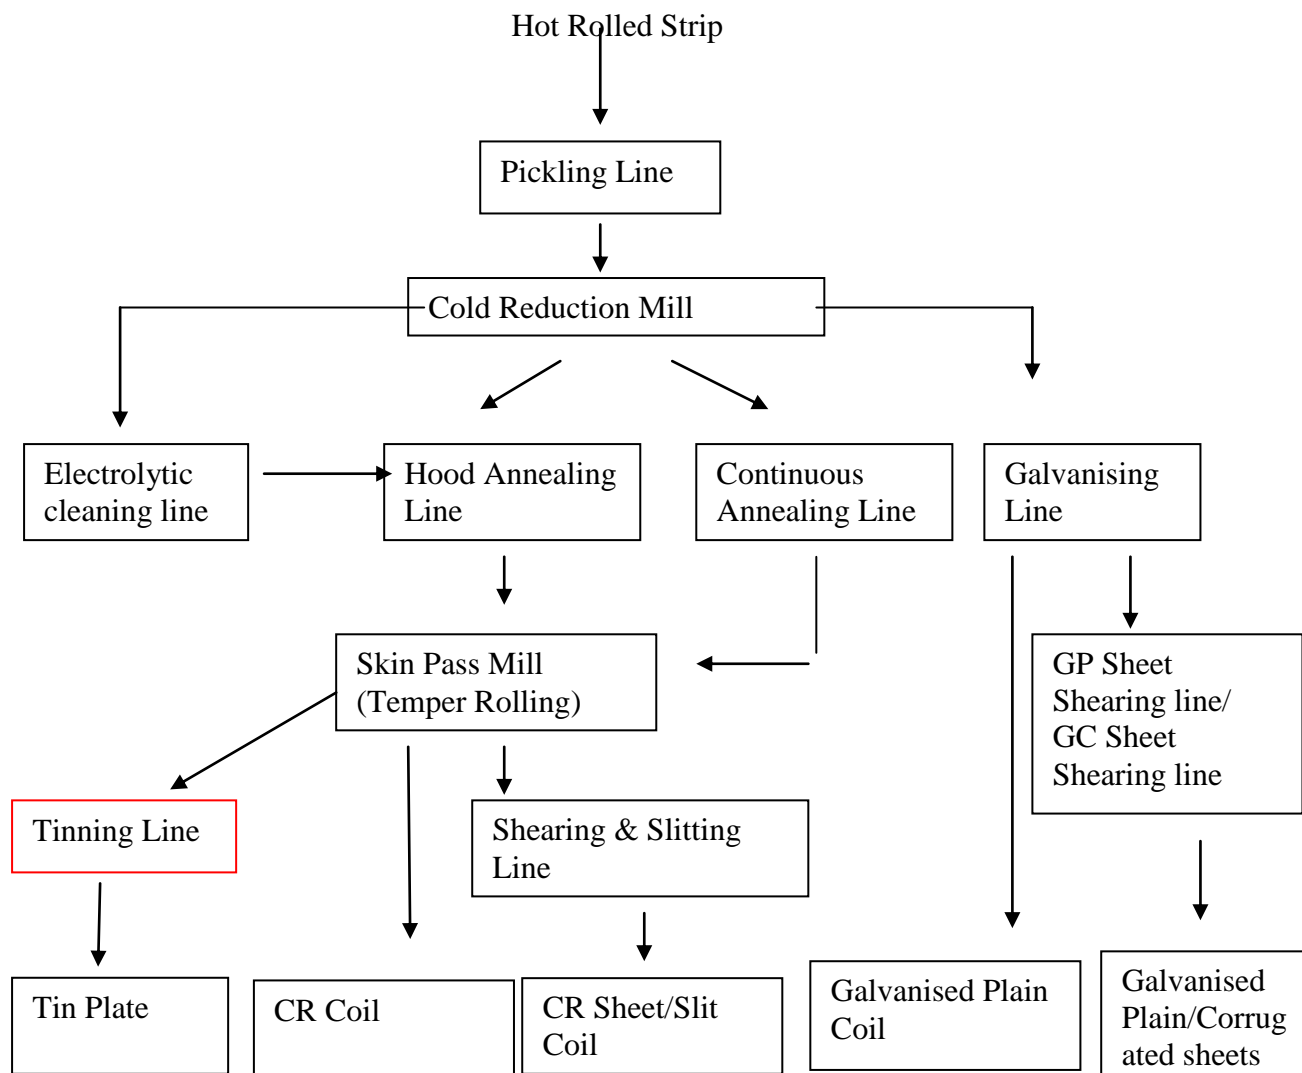 Hot Rolled Strip
Pickling Line
Cold Reduction Mill
Electrolytic
cleaning line
Hood Annealing
Line
Continuous
Annealing Line
Galvanising
Line
Skin Pass Mill
(Temper Rolling)
GP Sheet
Shearing line/
GC Sheet
Shearing line
Tinning Line
Shearing & Slitting
Line
Tin Plate
CR Coil
CR Sheet/Slit
Coil
Galvanised Plain
Coil
Galvanised
Plain/Corrug
ated sheets